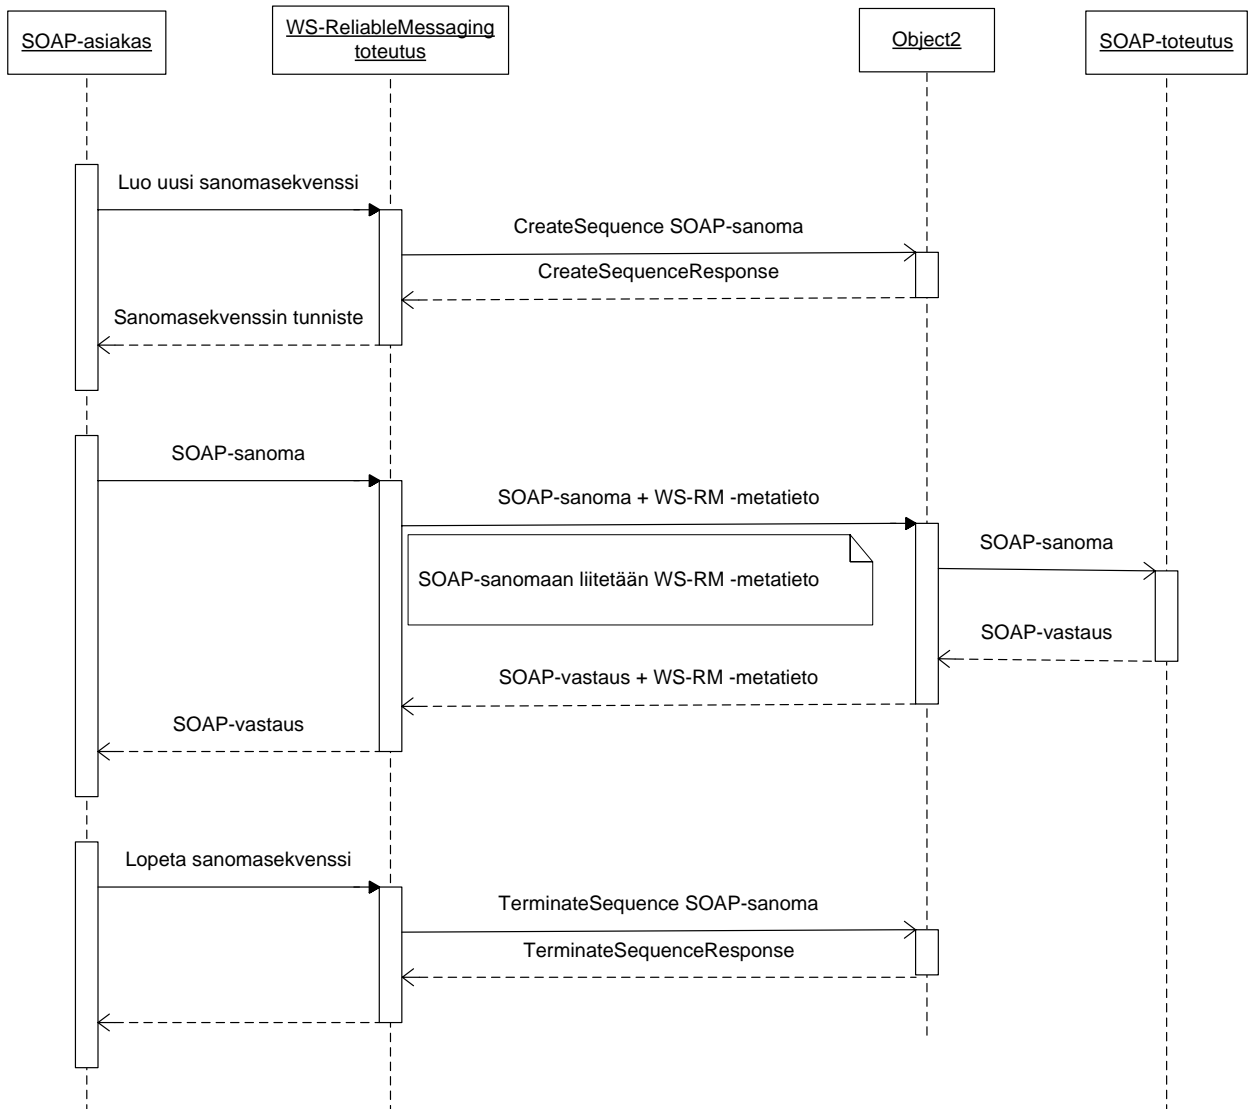 SOAP-asiakas
WS-ReliableMessaging
toteutus
Object2
SOAP-toteutus
Luo uusi sanomasekvenssi
CreateSequence SOAP-sanoma
CreateSequenceResponse
Sanomasekvenssin tunniste
SOAP-sanoma
SOAP-sanoma + WS-RM -metatieto
SOAP-sanoma
SOAP-sanomaan liitetään WS-RM -metatieto
SOAP-vastaus
SOAP-vastaus + WS-RM -metatieto
SOAP-vastaus
Lopeta sanomasekvenssi
TerminateSequence SOAP-sanoma
TerminateSequenceResponse